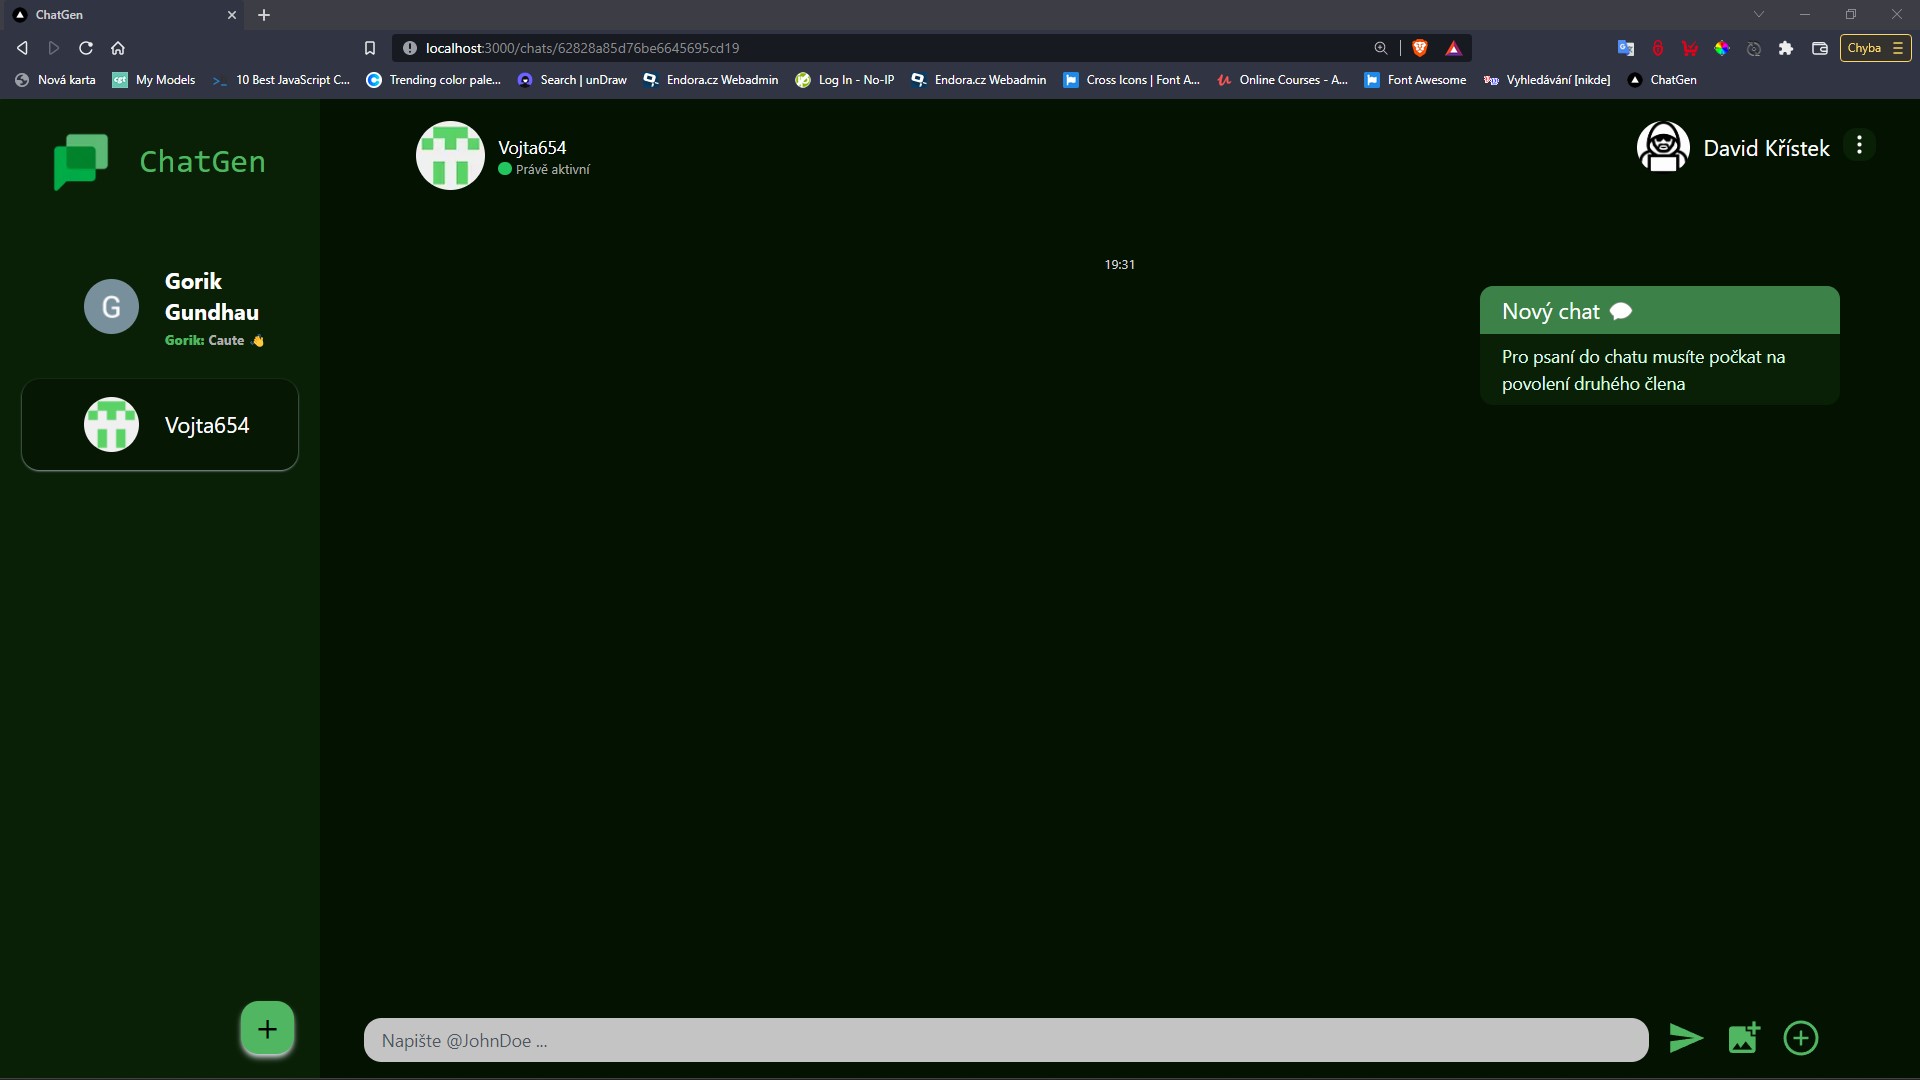 ChatGen
localhost:3000/chats/62828a85d76be6645695cd19
Chyba
Nová karta
My Models
10 Best JavaScript C...
Trending color pale...
Search | unDraw
Endora.cz Webadmin
Log In - No-IP
Endora.cz Webadmin
Cross Icons | Font A...
Online Courses - A...
Font Awesome
Vyhledávání [nikde]
ChatGen
ChatGen
Vojta654
Právě aktivní
David Křístek
G
Gorik
Gundhau
Gorik: Caute 👋
Vojta654
19:31
Nový chat 💬
Pro psaní do chatu musíte počkat na
povolení druhého člena
Napište @JohnDoe ...